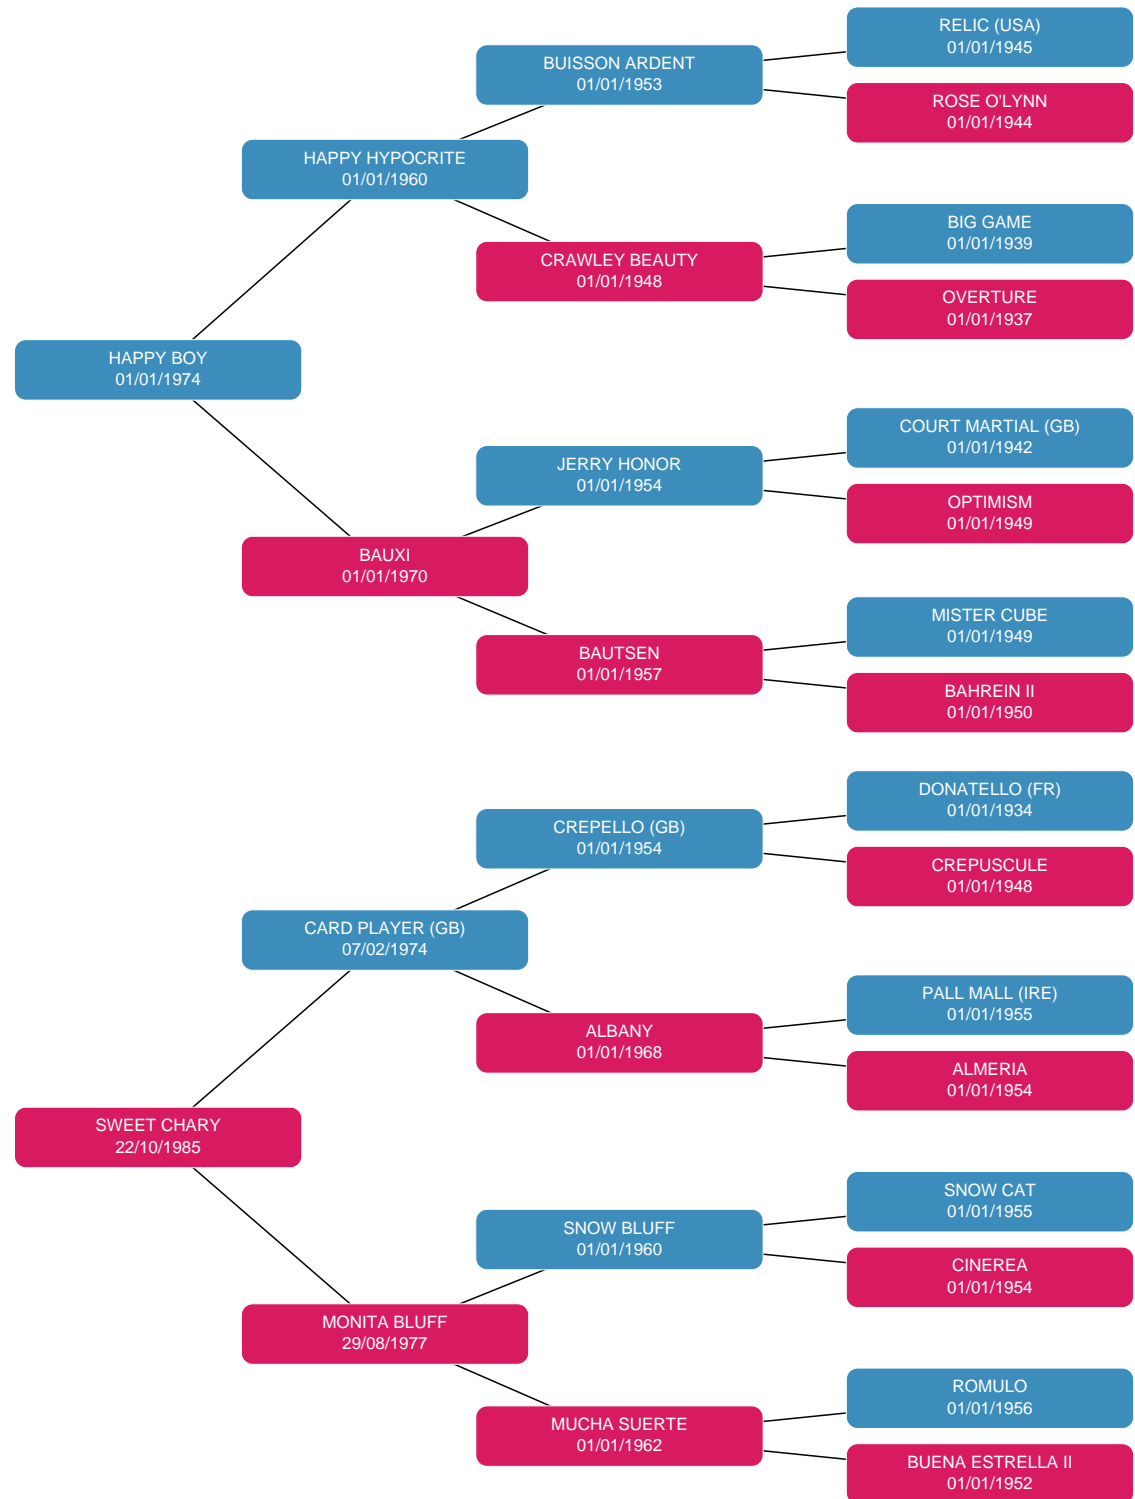 RELIC (USA)
01/01/1945
BUISSON ARDENT
01/01/1953
ROSE O'LYNN
01/01/1944
HAPPY HYPOCRITE
01/01/1960
BIG GAME
01/01/1939
CRAWLEY BEAUTY
01/01/1948
OVERTURE
01/01/1937
HAPPY BOY
01/01/1974
COURT MARTIAL (GB)
01/01/1942
JERRY HONOR
01/01/1954
OPTIMISM
01/01/1949
BAUXI
01/01/1970
MISTER CUBE
01/01/1949
BAUTSEN
01/01/1957
BAHREIN II
01/01/1950
DONATELLO (FR)
01/01/1934
CREPELLO (GB)
01/01/1954
CREPUSCULE
01/01/1948
CARD PLAYER (GB)
07/02/1974
PALL MALL (IRE)
01/01/1955
ALBANY
01/01/1968
ALMERIA
01/01/1954
SWEET CHARY
22/10/1985
SNOW CAT
01/01/1955
SNOW BLUFF
01/01/1960
CINEREA
01/01/1954
MONITA BLUFF
29/08/1977
ROMULO
01/01/1956
MUCHA SUERTE
01/01/1962
BUENA ESTRELLA II
01/01/1952